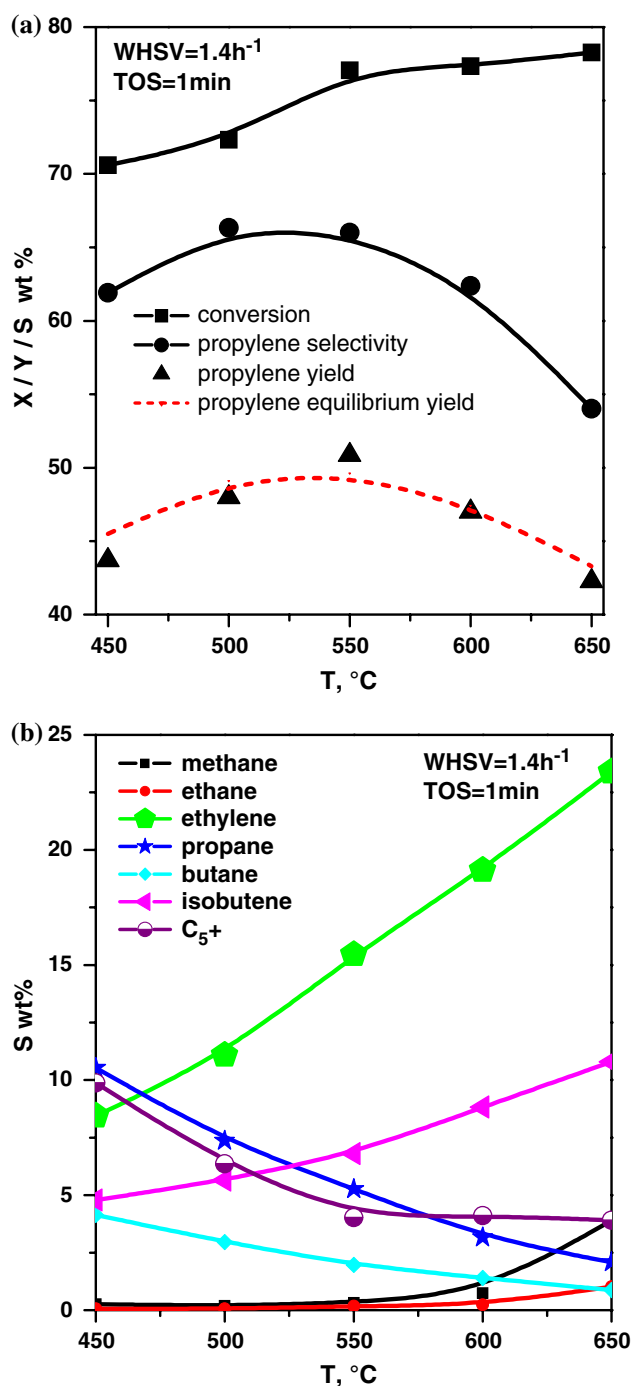 (a)
WHSV=1.4h⁻¹
TOS=1min
80
70
60
50
40
X / Y / S wt %
conversion
propylene selectivity
propylene yield
propylene equilibrium yield
450 500 550 600 650
T, °C
(b)
25
20
15
10
5
0
S wt%
methane
ethane
ethylene
propane
butane
isobutene
C₅+
WHSV=1.4h⁻¹
TOS=1min
450 500 550 600 650
T, °C